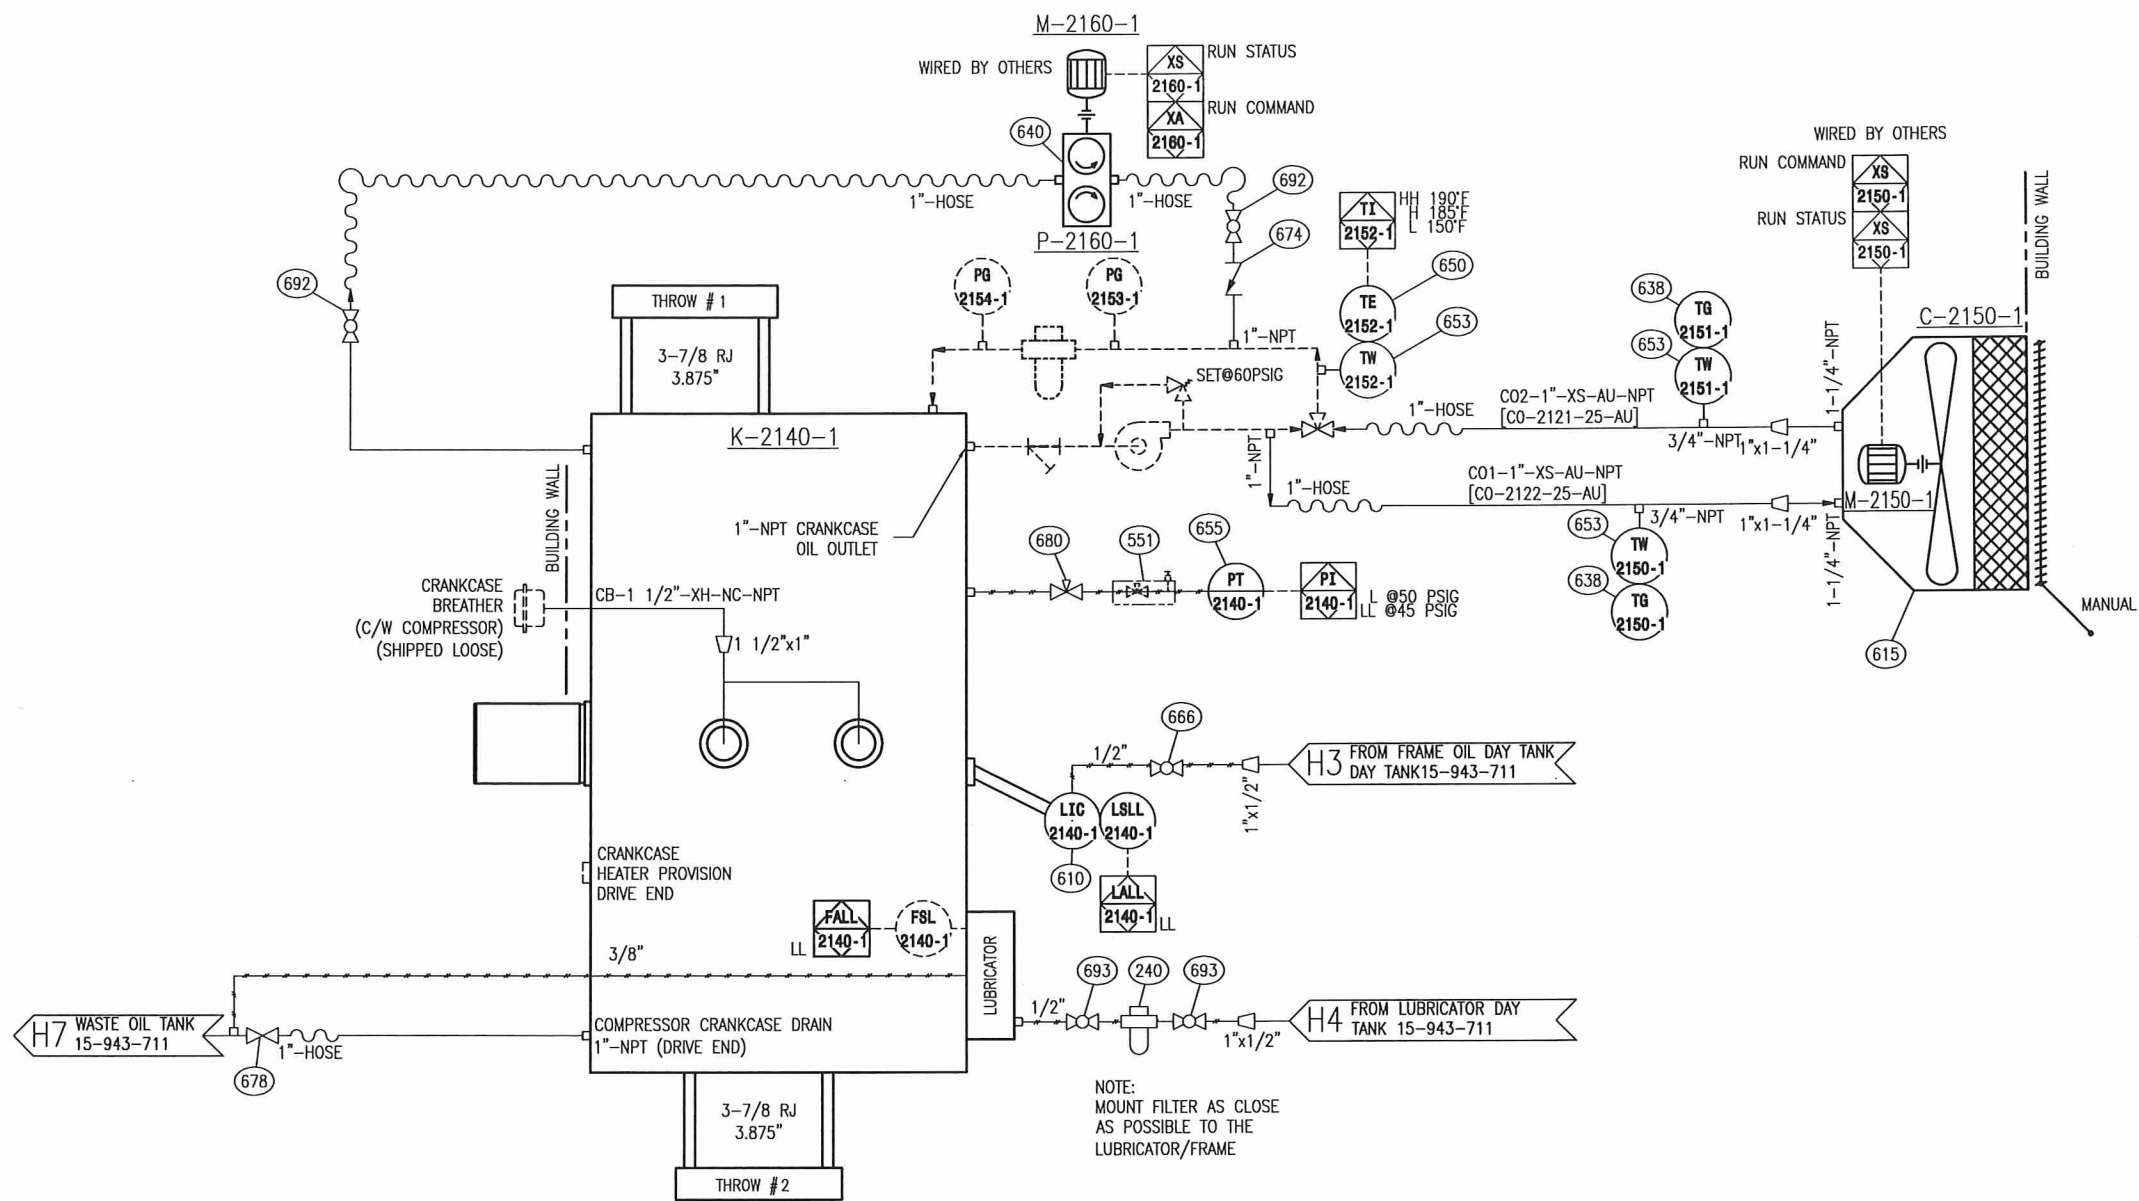 M-2160-1
WIRED BY OTHERS
XS
2160-1
RUN STATUS
XA
2160-1
RUN COMMAND
640
1"-HOSE
1"-HOSE
P-2160-1
692
674
692
PG
2154-1
PG
2153-1
1"-NPT
TI
2152-1
HH 190°F
H 185°F
L 150°F
TE
2152-1
650
TW
2152-1
653
SET@60PSIG
WIRED BY OTHERS
RUN COMMAND
XS
2150-1
RUN STATUS
XS
2150-1
BUILDING WALL
C-2150-1
638
TG
2151-1
653
TW
2151-1
1-1/4"-NPT
CO2-1"-XS-AU-NPT
[CO-2121-25-AU]
1"-HOSE
3/4"-NPT
1"x1-1/4"
1"-NPT
1"-HOSE
CO1-1"-XS-AU-NPT
[CO-2122-25-AU]
3/4"-NPT
1"x1-1/4"
M-2150-1
1-1/4"-NPT
653
TW
2150-1
638
TG
2150-1
615
MANUAL
THROW #1
3-7/8 RJ
3.875"
K-2140-1
1"-NPT CRANKCASE
OIL OUTLET
BUILDING WALL
CRANKCASE
BREATHER
(C/W COMPRESSOR)
(SHIPPED LOOSE)
CB-1 1/2"-XH-NC-NPT
1 1/2"x1"
680
551
655
PT
2140-1
PI
2140-1
L @50 PSIG
LL @45 PSIG
666
1/2"
1"x1/2"
H3
FROM FRAME OIL DAY TANK
DAY TANK15-943-711
LIC
2140-1
LSLL
2140-1
610
LALL
2140-1
LL
CRANKCASE
HEATER PROVISION
DRIVE END
FALL
2140-1
LL
FSL
2140-1
3/8"
LUBRICATOR
693
240
693
1/2"
1"x1/2"
H4
FROM LUBRICATOR DAY
TANK 15-943-711
H7
WASTE OIL TANK
15-943-711
678
1"-HOSE
COMPRESSOR CRANKCASE DRAIN
1"-NPT (DRIVE END)
NOTE:
MOUNT FILTER AS CLOSE
AS POSSIBLE TO THE
LUBRICATOR/FRAME
3-7/8 RJ
3.875"
THROW #2